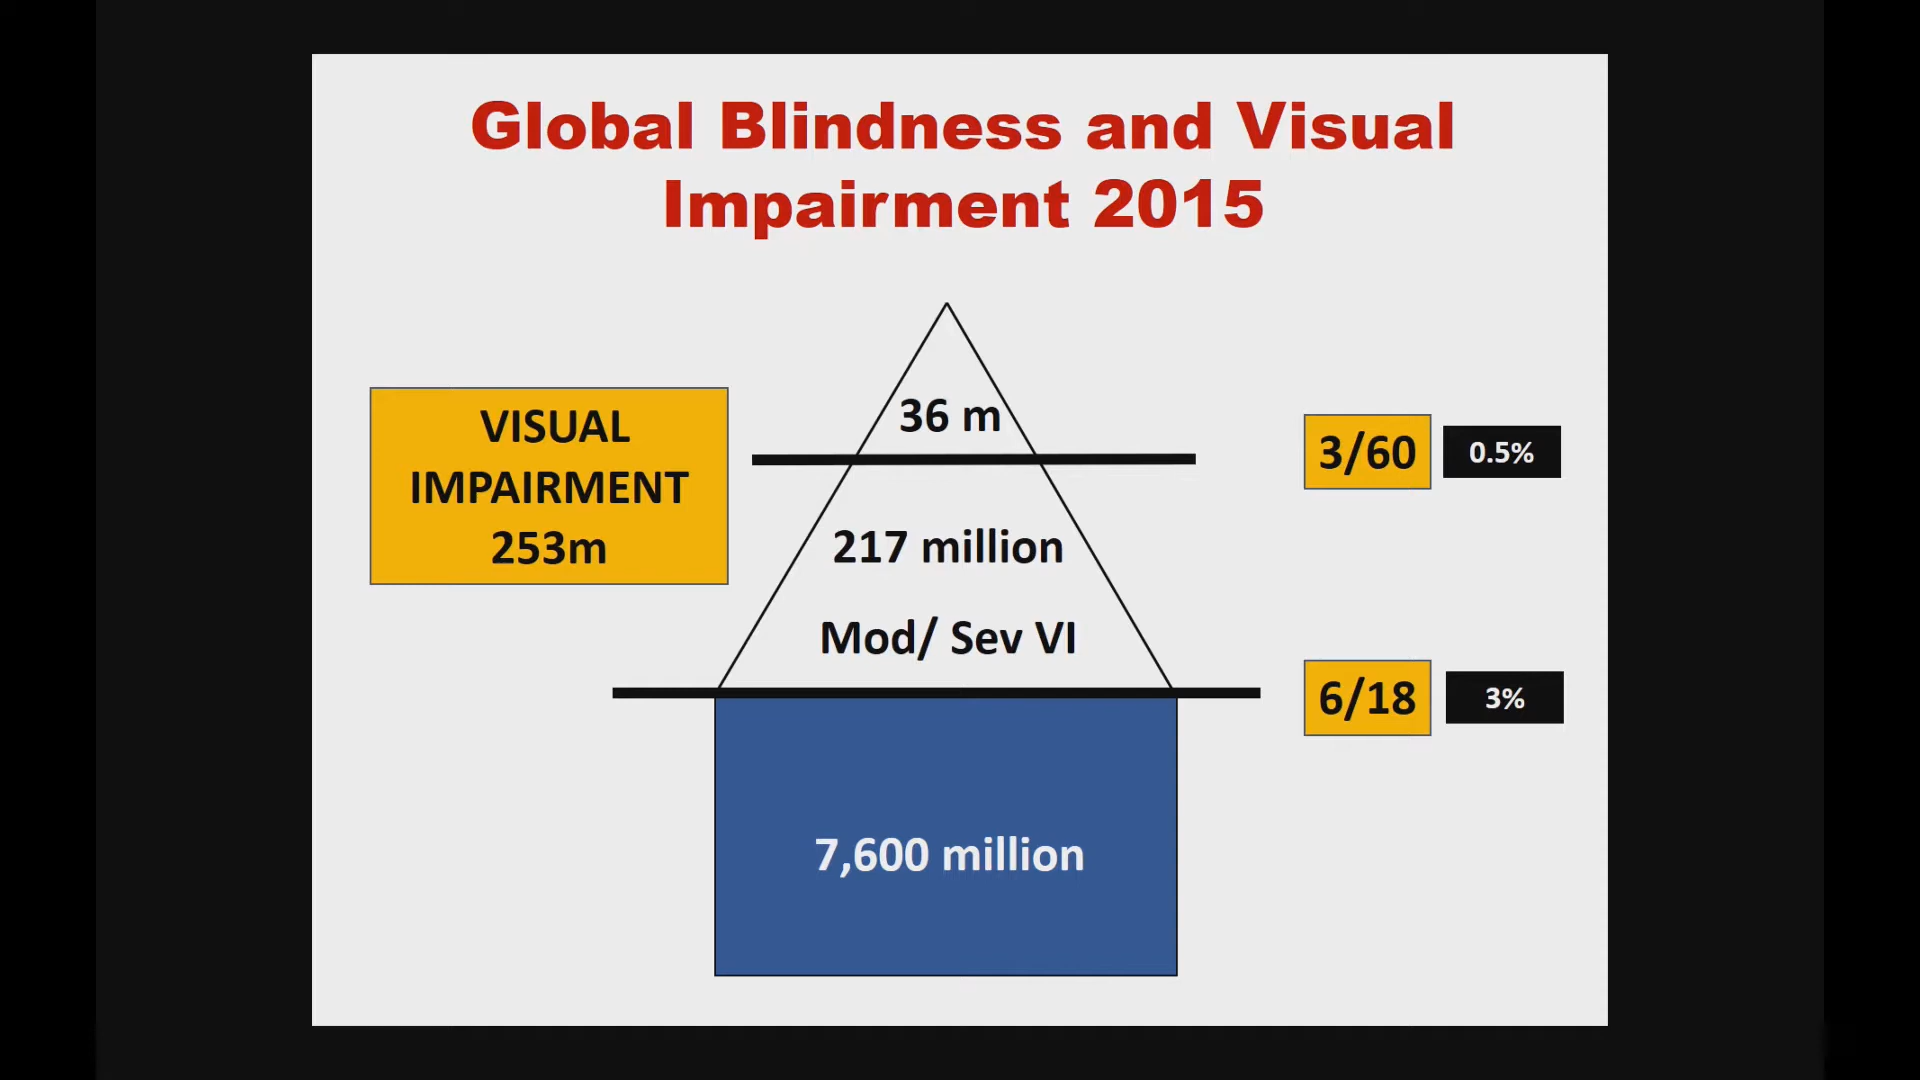 Global Blindness and Visual
Impairment 2015
VISUAL
IMPAIRMENT
253m
36 m
217 million
Mod/ Sev VI
7,600 million
3/60
0.5%
6/18
3%